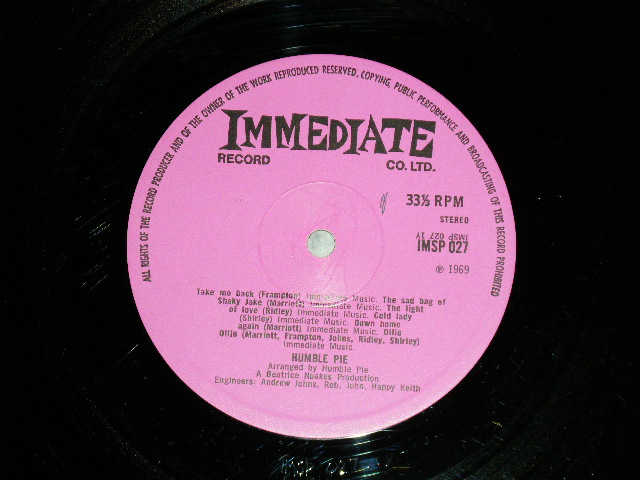 ALL RIGHTS OF THE RECORD PRODUCER AND OF THE OWNER OF THE WORK REPRODUCED RESERVED. COPYING, PUBLIC PERFORMANCE AND BROADCASTING OF THIS RECORD PROHIBITED
IMMEDIATE
RECORD CO. LTD.
33⅓ RPM
STEREO
IMSP 027 1Y
IMSP 027
℗ 1969
Take me back (Frampton) Immediate Music. The sad bag of
Shaky Jake (Marriott) Immediate Music. The light
of love (Ridley) Immediate Music. Cold lady
(Shirley) Immediate Music. Down home
again (Marriott) Immediate Music. Ollie
Ollie (Marriott, Frampton, Johns, Ridley, Shirley)
Immediate Music.
HUMBLE PIE
Arranged by Humble Pie
A Beatrice Noakes Production
Engineers: Andrew Johns, Rob. John, Happy Keith